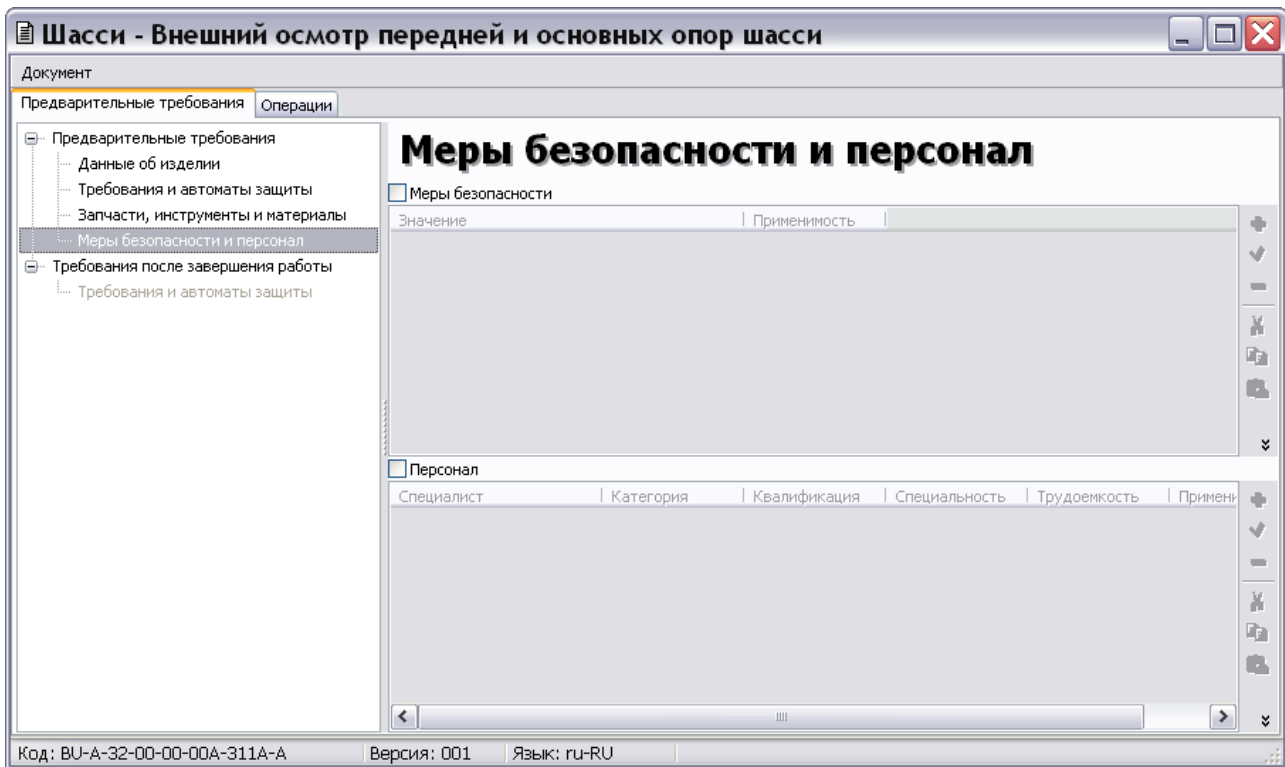 Шасси - Внешний осмотр передней и основных опор шасси
Документ
Предварительные требования Операции
Предварительные требования
Данные об изделии
Требования и автоматы защиты
Запчасти, инструменты и материалы
Меры безопасности и персонал
Требования после завершения работы
Требования и автоматы защиты
Меры безопасности и персонал
Меры безопасности
Значение Применимость
Персонал
Специалист Категория Квалификация Специальность Трудоемкость Примени
Код: BU-A-32-00-00-00A-311A-A Версия: 001 Язык: ru-RU